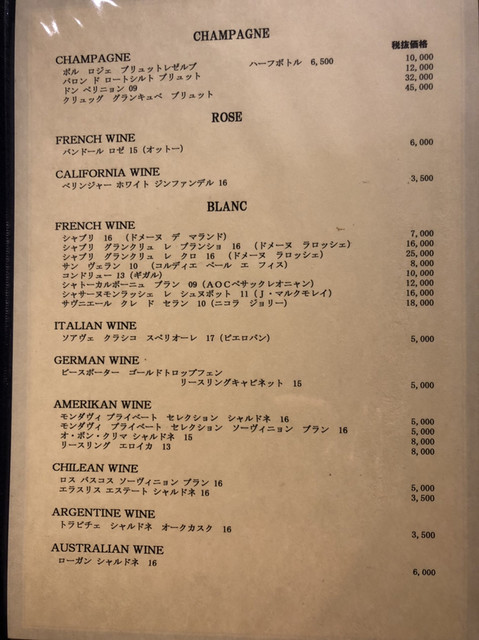 CHAMPAGNE
税抜価格
CHAMPAGNE
ポル ロジェ ブリュットレゼルブ ハーフボトル 6,500 10,000
バロン ド ロートシルト ブリュット 12,000
ドン ペリニョン 09 32,000
クリュッグ グランキュベ ブリュット 45,000
ROSE
FRENCH WINE
バンドール ロゼ 15 (オットー) 6,000
CALIFORNIA WINE
ベリンジャー ホワイト ジンファンデル 16 3,500
BLANC
FRENCH WINE
シャブリ 16 (ドメーヌ デ マランド) 7,000
シャブリ グランクリュ レ ブランショ 16 (ドメーヌ ラロッシェ) 16,000
シャブリ グランクリュ レ クロ 16 (ドメーヌ ラロッシェ) 25,000
サン ヴェラン 10 (コルディエ ペール エ フィス) 8,000
コンドリュー 13 (ギガル) 10,000
シャトーカルボーニュ ブラン 09 (AOCペサックレオニャン) 12,000
シャサーヌモンラッシェ レ シュヌボット 11 (J・マルクモレイ) 16,000
サヴニエール クレ ド セラン 10 (ニコラ ジョリー) 18,000
ITALIAN WINE
ソアヴェ クラシコ スペリオーレ 17 (ピエロパン) 5,000
GERMAN WINE
ピースポーター ゴールドトロップフェン
リースリングキャビネット 15 5,000
AMERIKAN WINE
モンダヴィ プライベート セレクション シャルドネ 16 5,000
モンダヴィ プライベート セレクション ソーヴィニョン ブラン 16 5,000
オ・ボン・クリマ シャルドネ 15 8,000
リースリング エロイカ 13 8,000
CHILEAN WINE
ロス バスコス ソーヴィニョン ブラン 16 5,000
エラスリス エステート シャルドネ 16 3,500
ARGENTINE WINE
トラピチェ シャルドネ オークカスク 16 3,500
AUSTRALIAN WINE
ローガン シャルドネ 16 6,000